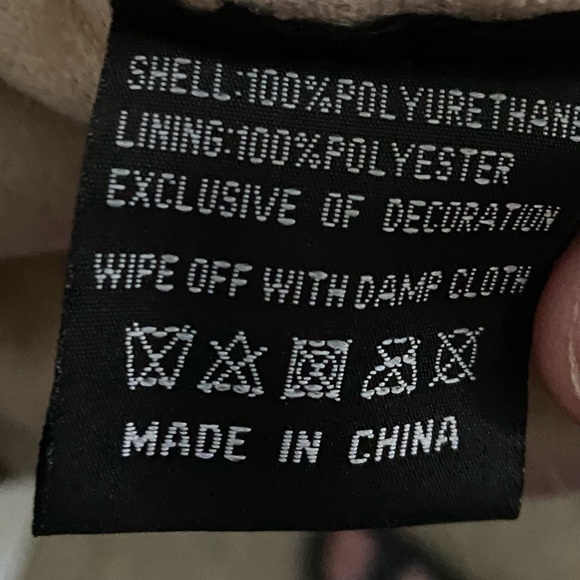 SHELL:100%POLYURETHANE
LINING:100%POLYESTER
EXCLUSIVE OF DECORATION
WIPE OFF WITH DAMP CLOTH
MADE IN CHINA